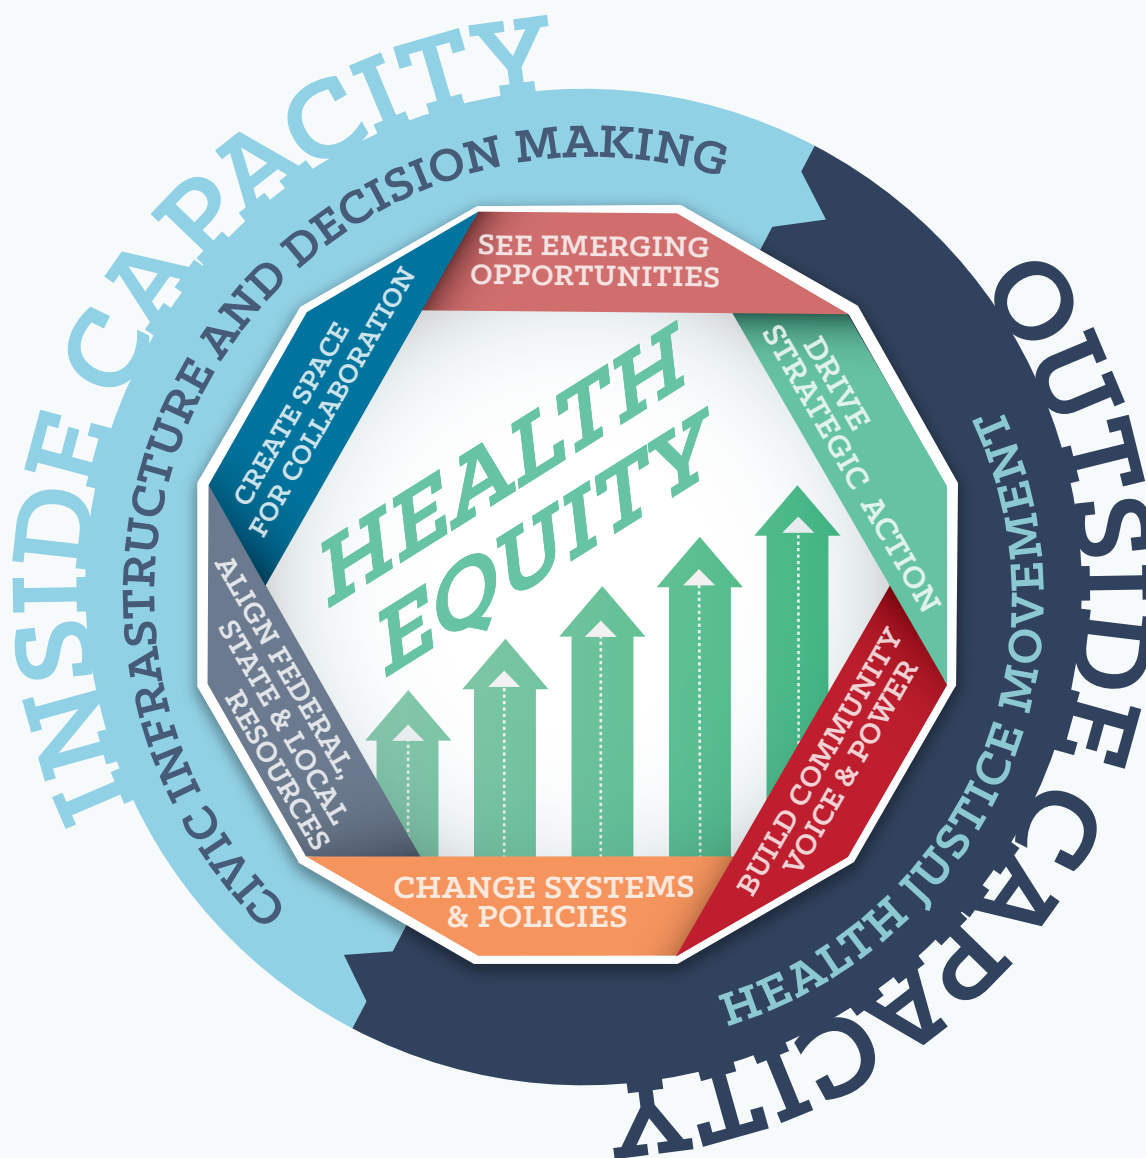 INSIDE CAPACITY
CIVIC INFRASTRUCTURE AND DECISION MAKING
OUTSIDE CAPACITY
HEALTH JUSTICE MOVEMENT
SEE EMERGING
OPPORTUNITIES
DRIVE
STRATEGIC ACTION
BUILD COMMUNITY
VOICE & POWER
CHANGE SYSTEMS
& POLICIES
ALIGN FEDERAL,
STATE & LOCAL
RESOURCES
CREATE SPACE
FOR COLLABORATION
HEALTH
EQUITY